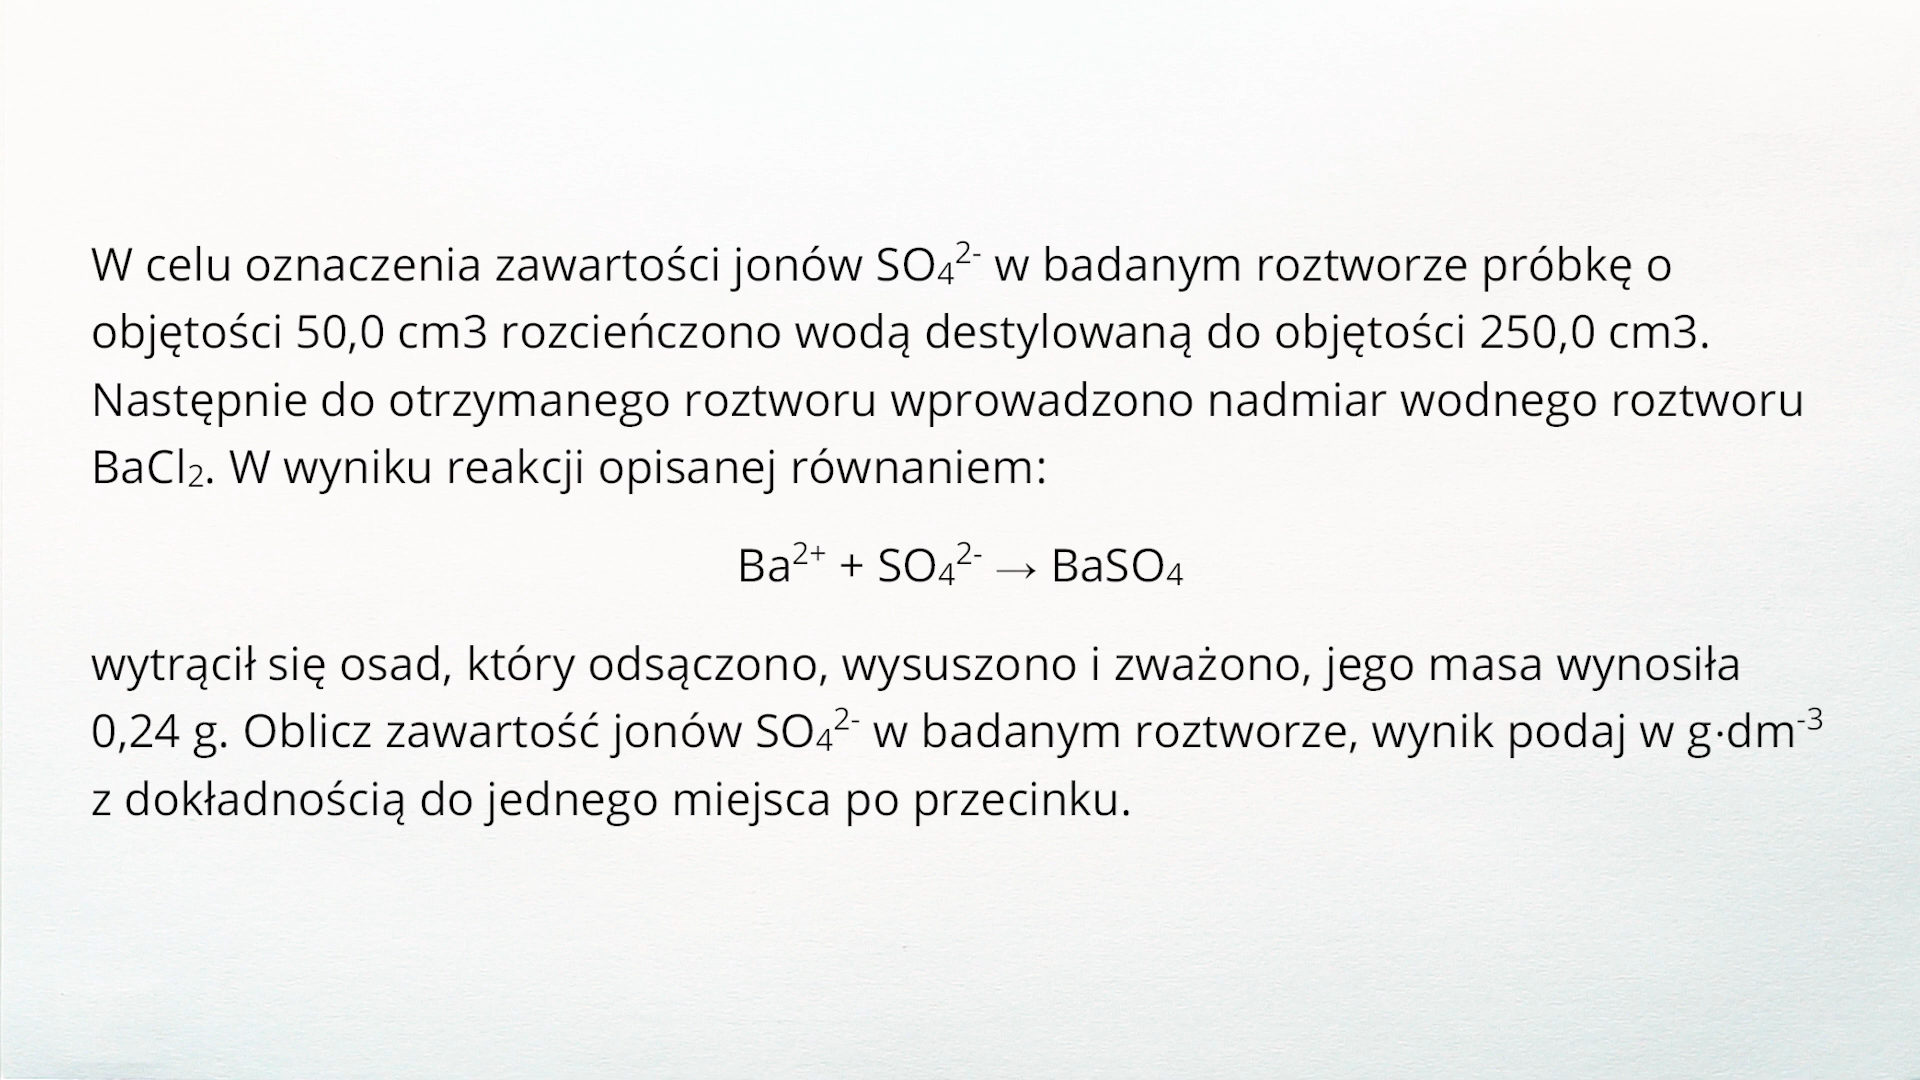 W celu oznaczenia zawartości jonów SO₄²⁻ w badanym roztworze próbkę o
objętości 50,0 cm3 rozcieńczono wodą destylowaną do objętości 250,0 cm3.
Następnie do otrzymanego roztworu wprowadzono nadmiar wodnego roztworu
BaCl₂. W wyniku reakcji opisanej równaniem:
Ba²⁺ + SO₄²⁻ → BaSO₄
wytrącił się osad, który odsączono, wysuszono i zważono, jego masa wynosiła
0,24 g. Oblicz zawartość jonów SO₄²⁻ w badanym roztworze, wynik podaj w g·dm⁻³
z dokładnością do jednego miejsca po przecinku.